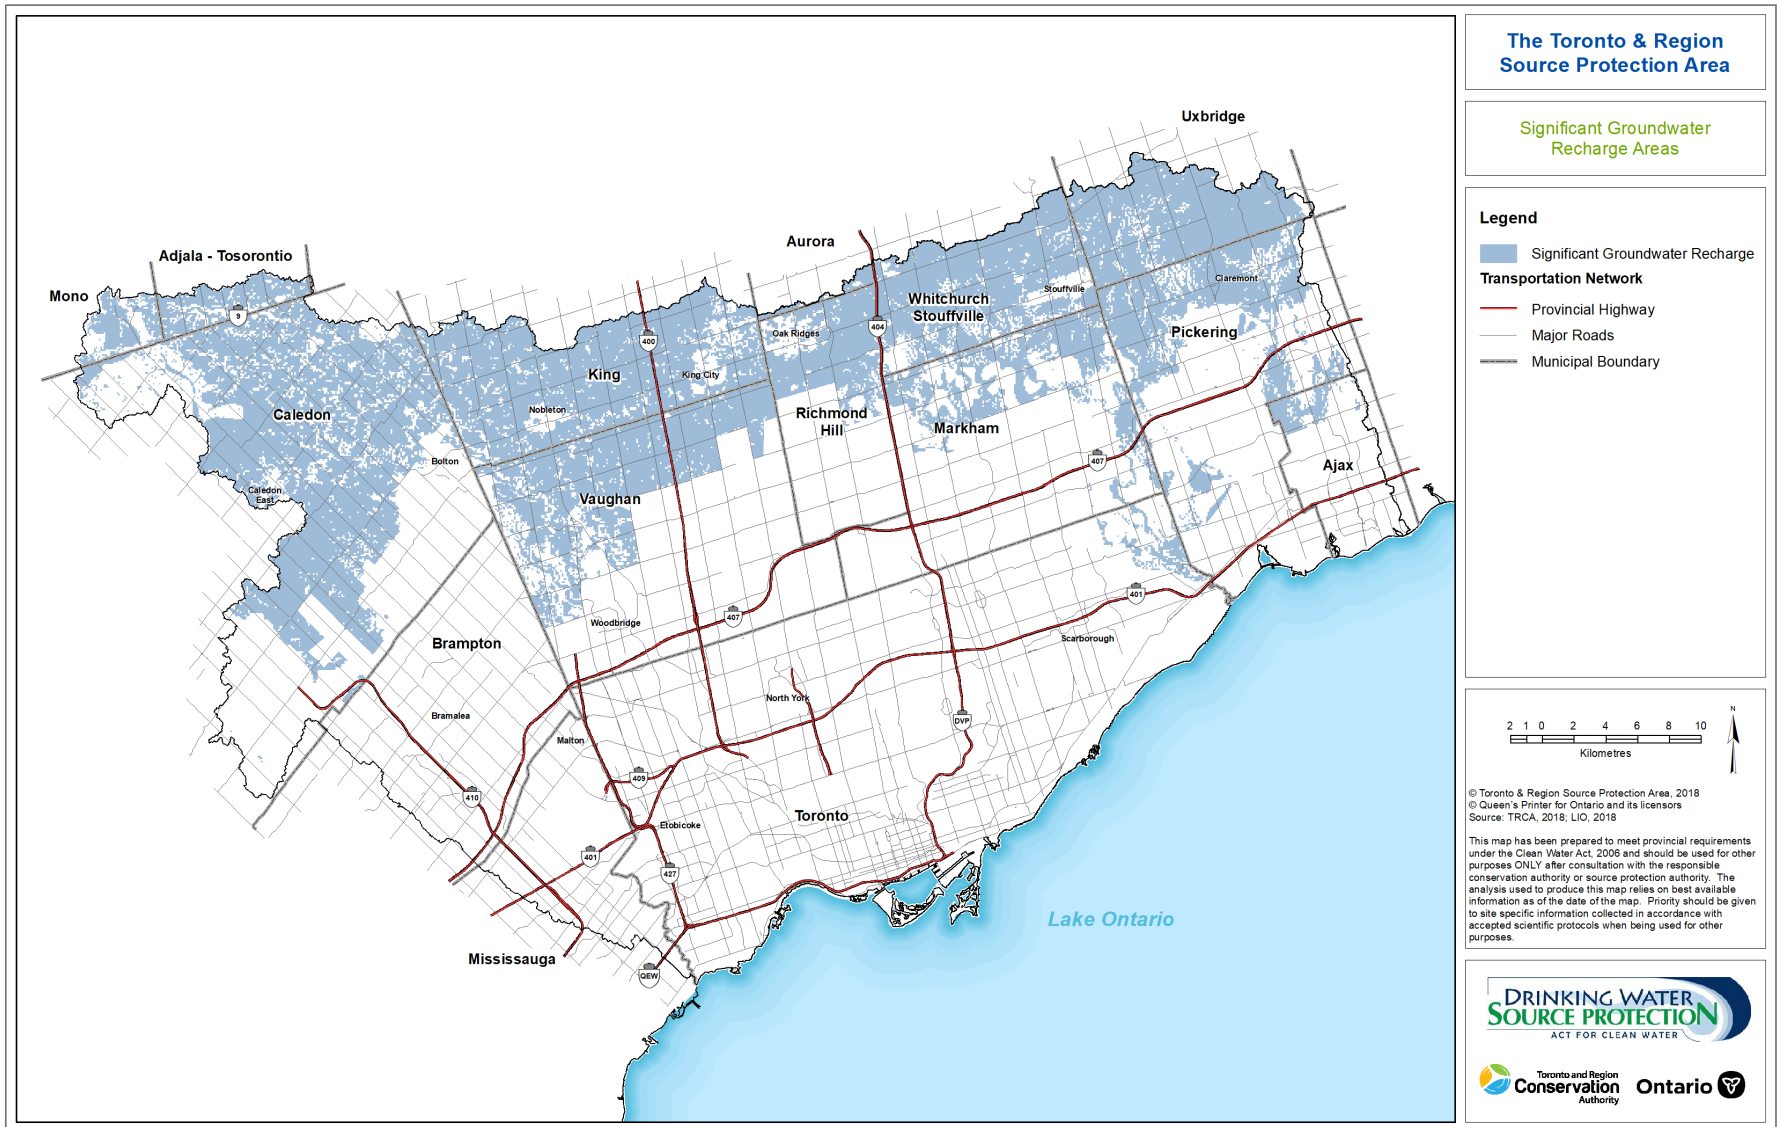 Uxbridge
Aurora
Adjala - Tosorontio
Mono
9
Claremont
Stouffville
Whitchurch
Stouffville
404
Oak Ridges
Pickering
400
King
King City
Caledon
Nobleton
Richmond
Hill
Markham
Bolton
407
Ajax
Caledon
East
Vaughan
401
407
Woodbridge
Scarborough
Brampton
North York
Bramalea
DVP
Malton
409
410
Toronto
Etobicoke
401
427
Lake Ontario
Mississauga
QEW
The Toronto & Region
Source Protection Area
Significant Groundwater
Recharge Areas
Legend
Significant Groundwater Recharge
Transportation Network
Provincial Highway
Major Roads
Municipal Boundary
N
2 1 0 2 4 6 8 10
Kilometres
© Toronto & Region Source Protection Area, 2018
© Queen's Printer for Ontario and its licensors
Source: TRCA, 2018; LIO, 2018
This map has been prepared to meet provincial requirements
under the Clean Water Act, 2006 and should be used for other
purposes ONLY after consultation with the responsible
conservation authority or source protection authority. The
analysis used to produce this map relies on best available
information as of the date of the map. Priority should be given
to site specific information collected in accordance with
accepted scientific protocols when being used for other
purposes.
DRINKING WATER
SOURCE PROTECTION
ACT FOR CLEAN WATER
Toronto and Region
Conservation
Authority
Ontario